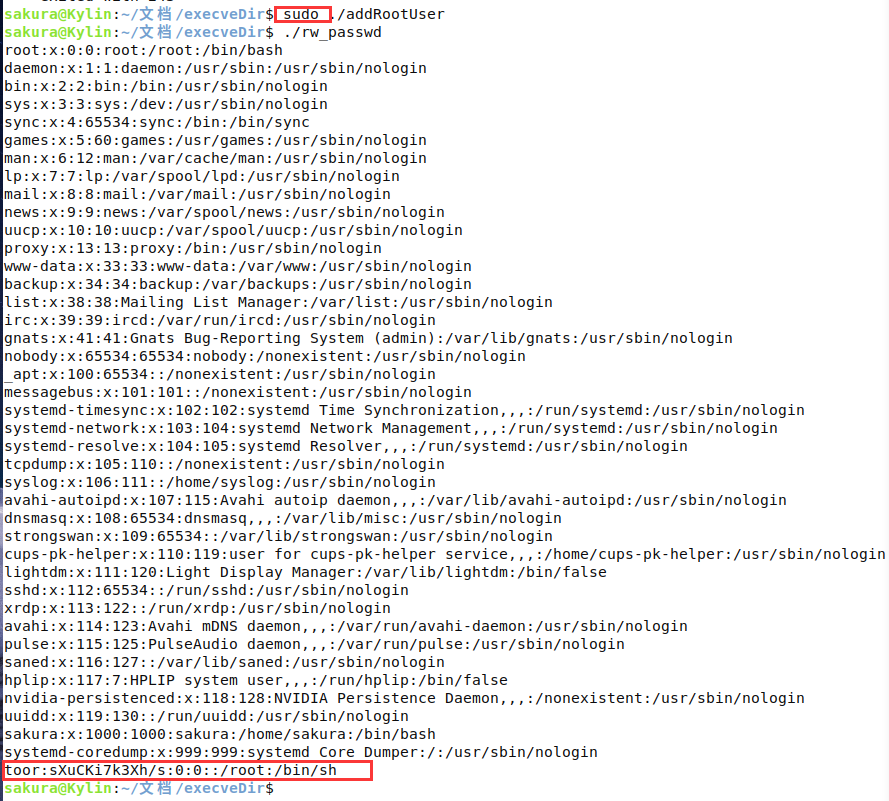 sakura@Kylin:~/文档/execveDir$ sudo ./addRootUser
sakura@Kylin:~/文档/execveDir$ ./rw_passwd
root:x:0:0:root:/root:/bin/bash
daemon:x:1:1:daemon:/usr/sbin:/usr/sbin/nologin
bin:x:2:2:bin:/bin:/usr/sbin/nologin
sys:x:3:3:sys:/dev:/usr/sbin/nologin
sync:x:4:65534:sync:/bin:/bin/sync
games:x:5:60:games:/usr/games:/usr/sbin/nologin
man:x:6:12:man:/var/cache/man:/usr/sbin/nologin
lp:x:7:7:lp:/var/spool/lpd:/usr/sbin/nologin
mail:x:8:8:mail:/var/mail:/usr/sbin/nologin
news:x:9:9:news:/var/spool/news:/usr/sbin/nologin
uucp:x:10:10:uucp:/var/spool/uucp:/usr/sbin/nologin
proxy:x:13:13:proxy:/bin:/usr/sbin/nologin
www-data:x:33:33:www-data:/var/www:/usr/sbin/nologin
backup:x:34:34:backup:/var/backups:/usr/sbin/nologin
list:x:38:38:Mailing List Manager:/var/list:/usr/sbin/nologin
irc:x:39:39:ircd:/var/run/ircd:/usr/sbin/nologin
gnats:x:41:41:Gnats Bug-Reporting System (admin):/var/lib/gnats:/usr/sbin/nologin
nobody:x:65534:65534:nobody:/nonexistent:/usr/sbin/nologin
_apt:x:100:65534::/nonexistent:/usr/sbin/nologin
messagebus:x:101:101::/nonexistent:/usr/sbin/nologin
systemd-timesync:x:102:102:systemd Time Synchronization,,,:/run/systemd:/usr/sbin/nologin
systemd-network:x:103:104:systemd Network Management,,,:/run/systemd:/usr/sbin/nologin
systemd-resolve:x:104:105:systemd Resolver,,,:/run/systemd:/usr/sbin/nologin
tcpdump:x:105:110::/nonexistent:/usr/sbin/nologin
syslog:x:106:111::/home/syslog:/usr/sbin/nologin
avahi-autoipd:x:107:115:Avahi autoip daemon,,,:/var/lib/avahi-autoipd:/usr/sbin/nologin
dnsmasq:x:108:65534:dnsmasq,,,:/var/lib/misc:/usr/sbin/nologin
strongswan:x:109:65534::/var/lib/strongswan:/usr/sbin/nologin
cups-pk-helper:x:110:119:user for cups-pk-helper service,,,:/home/cups-pk-helper:/usr/sbin/nologin
lightdm:x:111:120:Light Display Manager:/var/lib/lightdm:/bin/false
sshd:x:112:65534::/run/sshd:/usr/sbin/nologin
xrdp:x:113:122::/run/xrdp:/usr/sbin/nologin
avahi:x:114:123:Avahi mDNS daemon,,,:/var/run/avahi-daemon:/usr/sbin/nologin
pulse:x:115:125:PulseAudio daemon,,,:/var/run/pulse:/usr/sbin/nologin
saned:x:116:127::/var/lib/saned:/usr/sbin/nologin
hplip:x:117:7:HPLIP system user,,,:/run/hplip:/bin/false
nvidia-persistenced:x:118:128:NVIDIA Persistence Daemon,,,:/nonexistent:/usr/sbin/nologin
uuidd:x:119:130::/run/uuidd:/usr/sbin/nologin
sakura:x:1000:1000:sakura:/home/sakura:/bin/bash
systemd-coredump:x:999:999:systemd Core Dumper:/:/usr/sbin/nologin
toor:sXuCKi7k3Xh/s:0:0::/root:/bin/sh
sakura@Kylin:~/文档/execveDir$